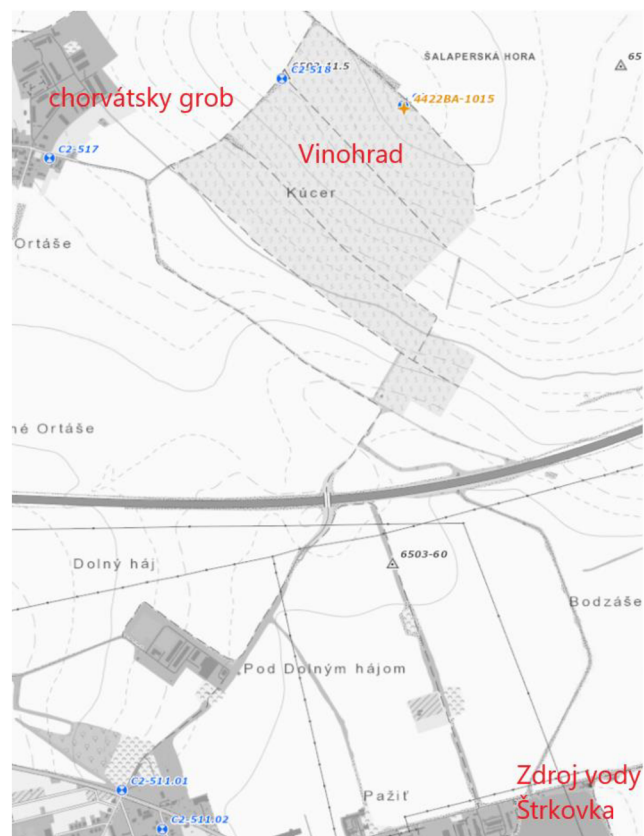 ŠALAPERSKÁ HORA
65
C2-518
4422BA-1015
chorvátsky grob
Vinohrad
C2-517
Kúcer
Ortáše
né Ortáše
6503-60
Dolný háj
Bodzáše
Pod Dolným hájom
Zdroj vody
Štrkovka
C2-511.01
Pažiť
C2-511.02